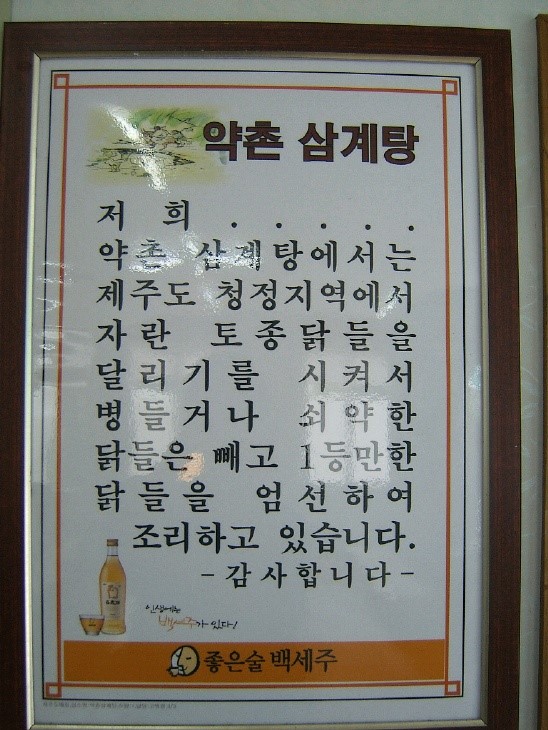 약촌 삼계탕
저 희 . . . . .
약촌 삼계탕에서는
제주도 청정지역에서
자란 토종닭들을
달리기를 시켜서
병들거나 쇠약한
닭들은 빼고 1등만한
닭들을 엄선하여
조리하고 있습니다.
-감사합니다-
인생에는
백세주가 있다!
좋은술 백세주